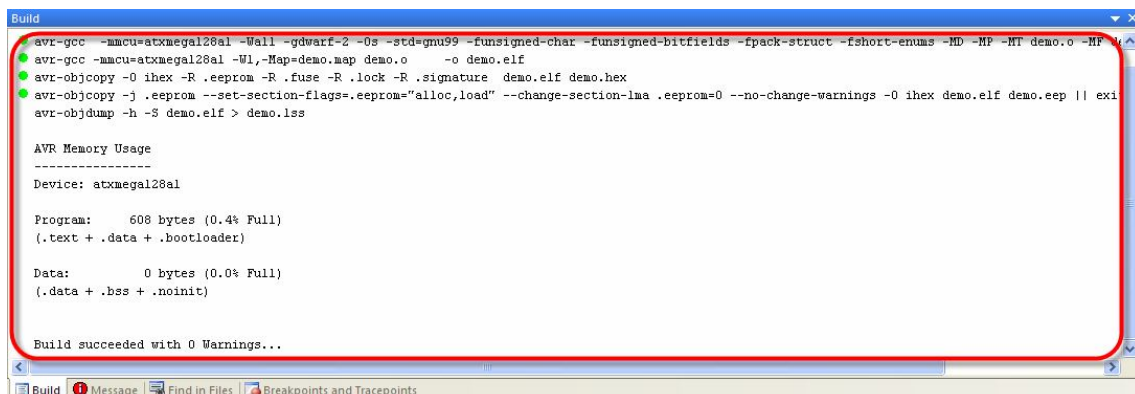 Build
avr-gcc -mmcu=atxmega128a1 -Wall -gdwarf-2 -Os -std=gnu99 -funsigned-char -funsigned-bitfields -fpack-struct -fshort-enums -MD -MP -MT demo.o -MF
avr-gcc -mmcu=atxmega128a1 -Wl,-Map=demo.map demo.o -o demo.elf
avr-objcopy -O ihex -R .eeprom -R .fuse -R .lock -R .signature demo.elf demo.hex
avr-objcopy -j .eeprom --set-section-flags=.eeprom="alloc,load" --change-section-lma .eeprom=0 --no-change-warnings -O ihex demo.elf demo.eep || exi
avr-objdump -h -S demo.elf > demo.lss
AVR Memory Usage
----------------
Device: atxmega128a1
Program: 608 bytes (0.4% Full)
(.text + .data + .bootloader)
Data: 0 bytes (0.0% Full)
(.data + .bss + .noinit)
Build succeeded with 0 Warnings...
Build Message Find in Files Breakpoints and Tracepoints